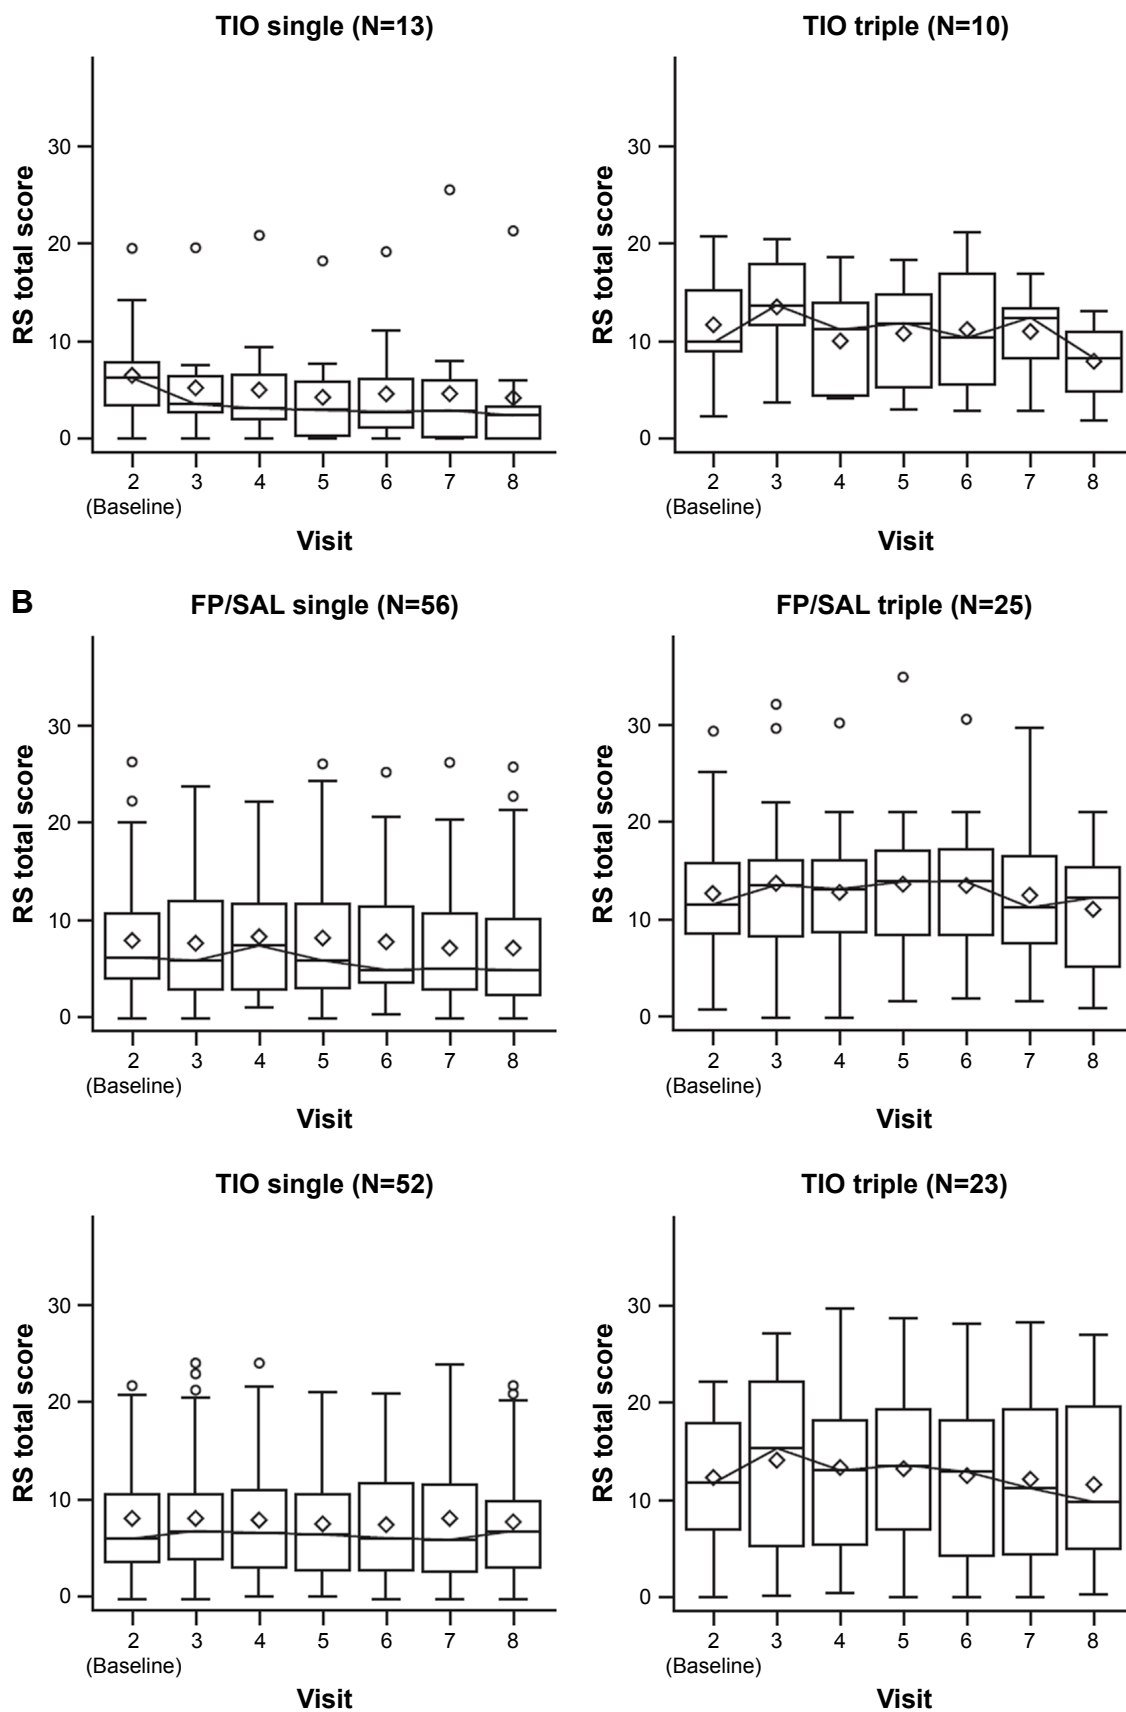 TIO single (N=13)
TIO triple (N=10)
RS total score
30
20
10
0
2 3 4 5 6 7 8
(Baseline)
Visit
RS total score
30
20
10
0
2 3 4 5 6 7 8
(Baseline)
Visit
B
FP/SAL single (N=56)
FP/SAL triple (N=25)
RS total score
30
20
10
0
2 3 4 5 6 7 8
(Baseline)
Visit
RS total score
30
20
10
0
2 3 4 5 6 7 8
(Baseline)
Visit
TIO single (N=52)
TIO triple (N=23)
RS total score
30
20
10
0
2 3 4 5 6 7 8
(Baseline)
Visit
RS total score
30
20
10
0
2 3 4 5 6 7 8
(Baseline)
Visit